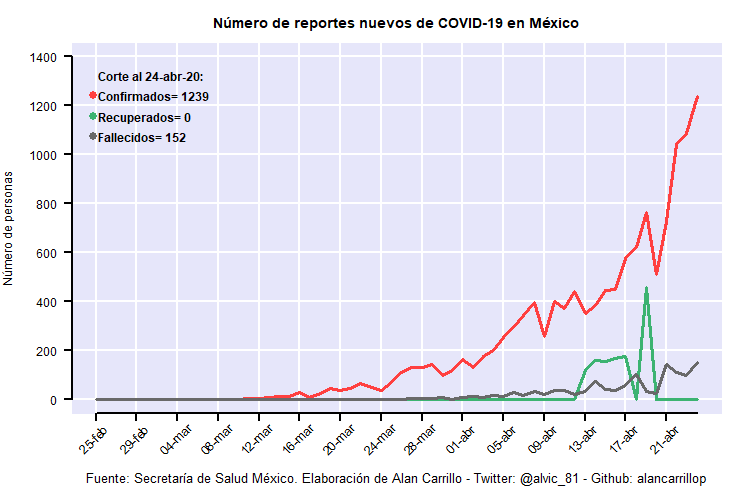 Número de reportes nuevos de COVID-19 en México
Número de personas
1400
1200
1000
800
600
400
200
0
Corte al 24-abr-20:
Confirmados= 1239
Recuperados= 0
Fallecidos= 152
25-feb
29-feb
04-mar
08-mar
12-mar
16-mar
20-mar
24-mar
28-mar
01-abr
05-abr
09-abr
13-abr
17-abr
21-abr
Fuente: Secretaría de Salud México. Elaboración de Alan Carrillo - Twitter: @alvic_81 - Github: alancarrillop